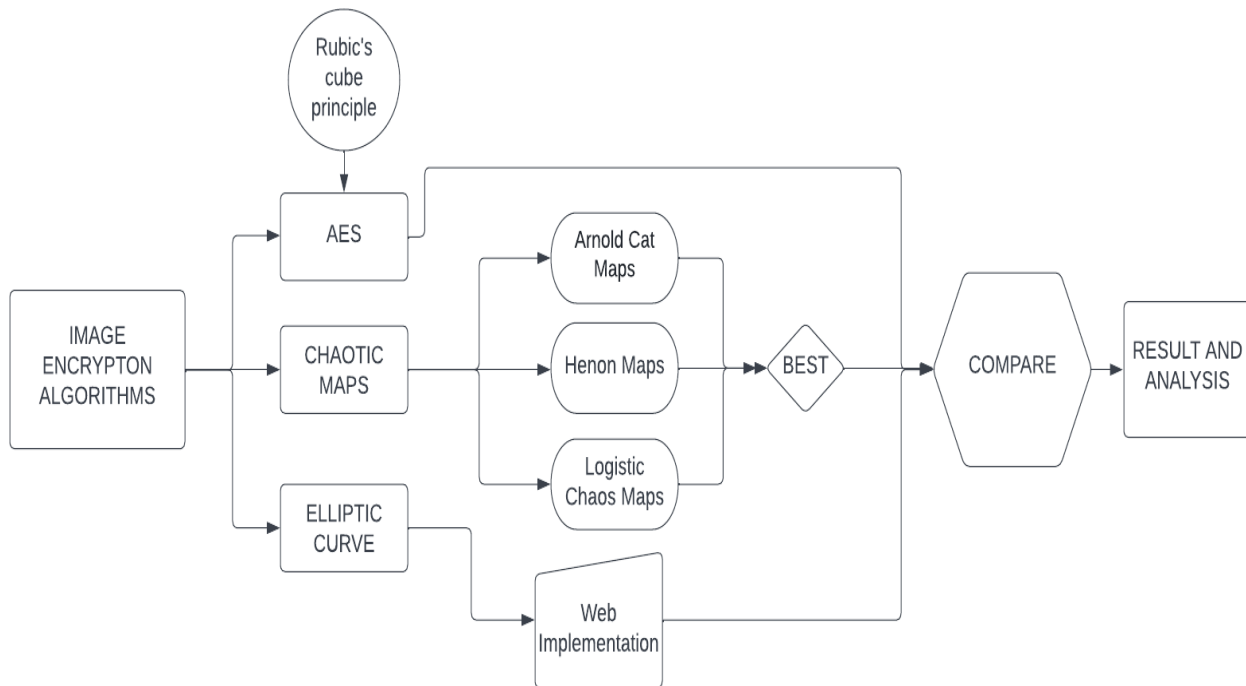 Rubic's
cube
principle
AES
IMAGE
ENCRYPTON
ALGORITHMS
CHAOTIC
MAPS
ELLIPTIC
CURVE
Arnold Cat
Maps
Henon Maps
Logistic
Chaos Maps
Web
Implementation
BEST
COMPARE
RESULT AND
ANALYSIS